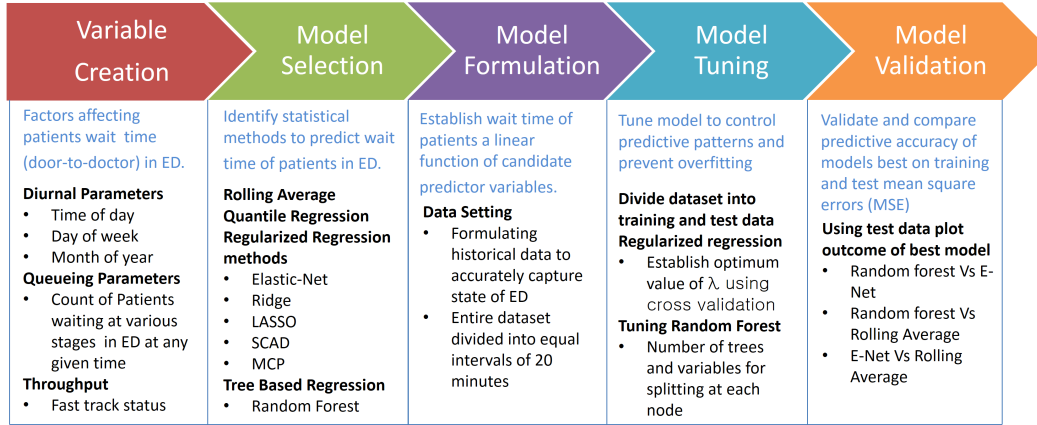 Variable
Creation
Model
Selection
Model
Formulation
Model
Tuning
Model
Validation
Factors affecting
patients wait time
(door-to-doctor) in ED.
Diurnal Parameters
• Time of day
• Day of week
• Month of year
Queueing Parameters
• Count of Patients
waiting at various
stages in ED at any
given time
Throughput
• Fast track status
Identify statistical
methods to predict wait
time of patients in ED.
Rolling Average
Quantile Regression
Regularized Regression
methods
• Elastic-Net
• Ridge
• LASSO
• SCAD
• MCP
Tree Based Regression
• Random Forest
Establish wait time of
patients a linear
function of candidate
predictor variables.
Data Setting
• Formulating
historical data to
accurately capture
state of ED
• Entire dataset
divided into equal
intervals of 20
minutes
Tune model to control
predictive patterns and
prevent overfitting
Divide dataset into
training and test data
Regularized regression
• Establish optimum
value of λ using
cross validation
Tuning Random Forest
• Number of trees
and variables for
splitting at each
node
Validate and compare
predictive accuracy of
models best on training
and test mean square
errors (MSE)
Using test data plot
outcome of best model
• Random forest Vs E-
Net
• Random forest Vs
Rolling Average
• E-Net Vs Rolling
Average